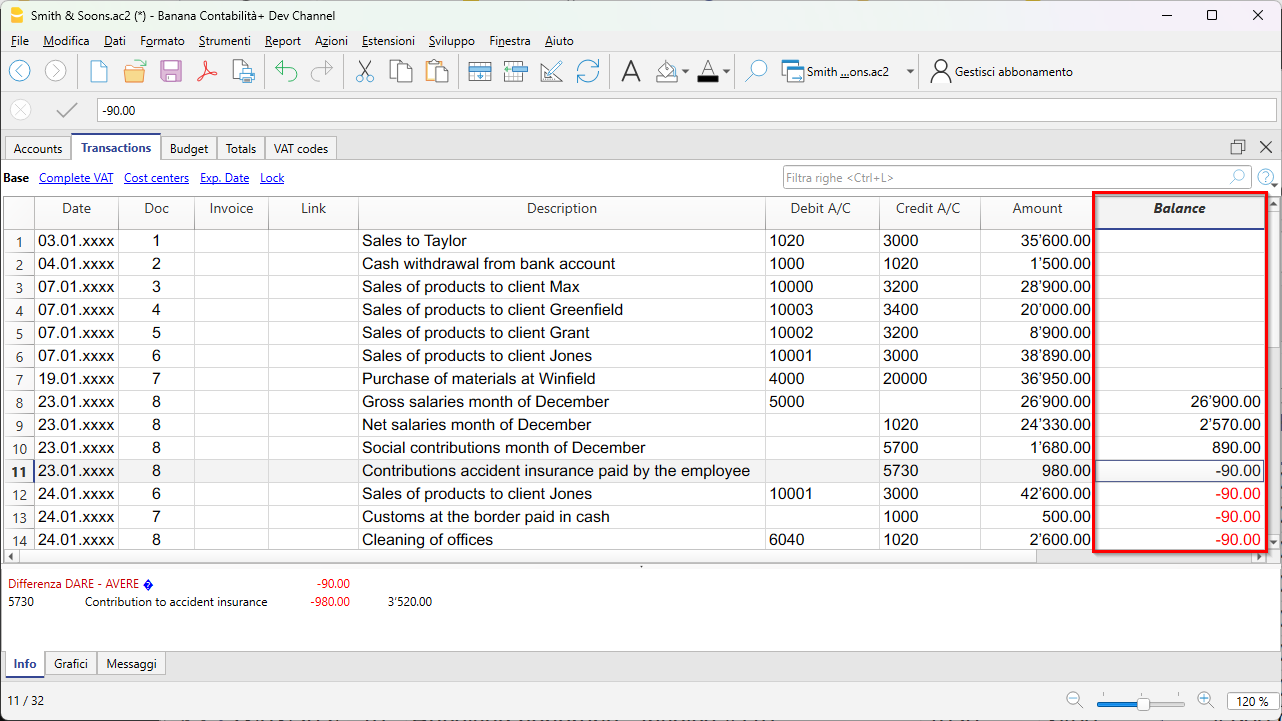 Smith & Soons.ac2 (*) - Banana Contabilità+ Dev Channel
File Modifica Dati Formato Strumenti Report Azioni Estensioni Sviluppo Finestra Aiuto
Smith ...ons.ac2 Gestisci abbonamento
-90.00
Accounts Transactions Budget Totals VAT codes
Base Complete VAT Cost centers Exp. Date Lock Filtra righe <Ctrl+L>
Date Doc Invoice Link Description Debit A/C Credit A/C Amount Balance
1 03.01.xxxx 1 Sales to Taylor 1020 3000 35’600.00
2 04.01.xxxx 2 Cash withdrawal from bank account 1000 1020 1’500.00
3 07.01.xxxx 3 Sales of products to client Max 10000 3200 28’900.00
4 07.01.xxxx 4 Sales of products to client Greenfield 10003 3400 20’000.00
5 07.01.xxxx 5 Sales of products to client Grant 10002 3200 8’900.00
6 07.01.xxxx 6 Sales of products to client Jones 10001 3000 38’890.00
7 19.01.xxxx 7 Purchase of materials at Winfield 4000 20000 36’950.00
8 23.01.xxxx 8 Gross salaries month of December 5000 26’900.00 26’900.00
9 23.01.xxxx 8 Net salaries month of December 1020 24’330.00 2’570.00
10 23.01.xxxx 8 Social contributions month of December 5700 1’680.00 890.00
11 23.01.xxxx 8 Contributions accident insurance paid by the employee 5730 980.00 -90.00
12 24.01.xxxx 6 Sales of products to client Jones 10001 3000 42’600.00 -90.00
13 24.01.xxxx 7 Customs at the border paid in cash 1000 500.00 -90.00
14 24.01.xxxx 8 Cleaning of offices 6040 1020 2’600.00 -90.00
Differenza DARE - AVERE -90.00
5730 Contribution to accident insurance -980.00 3’520.00
Info Grafici Messaggi
11 / 32 120 %